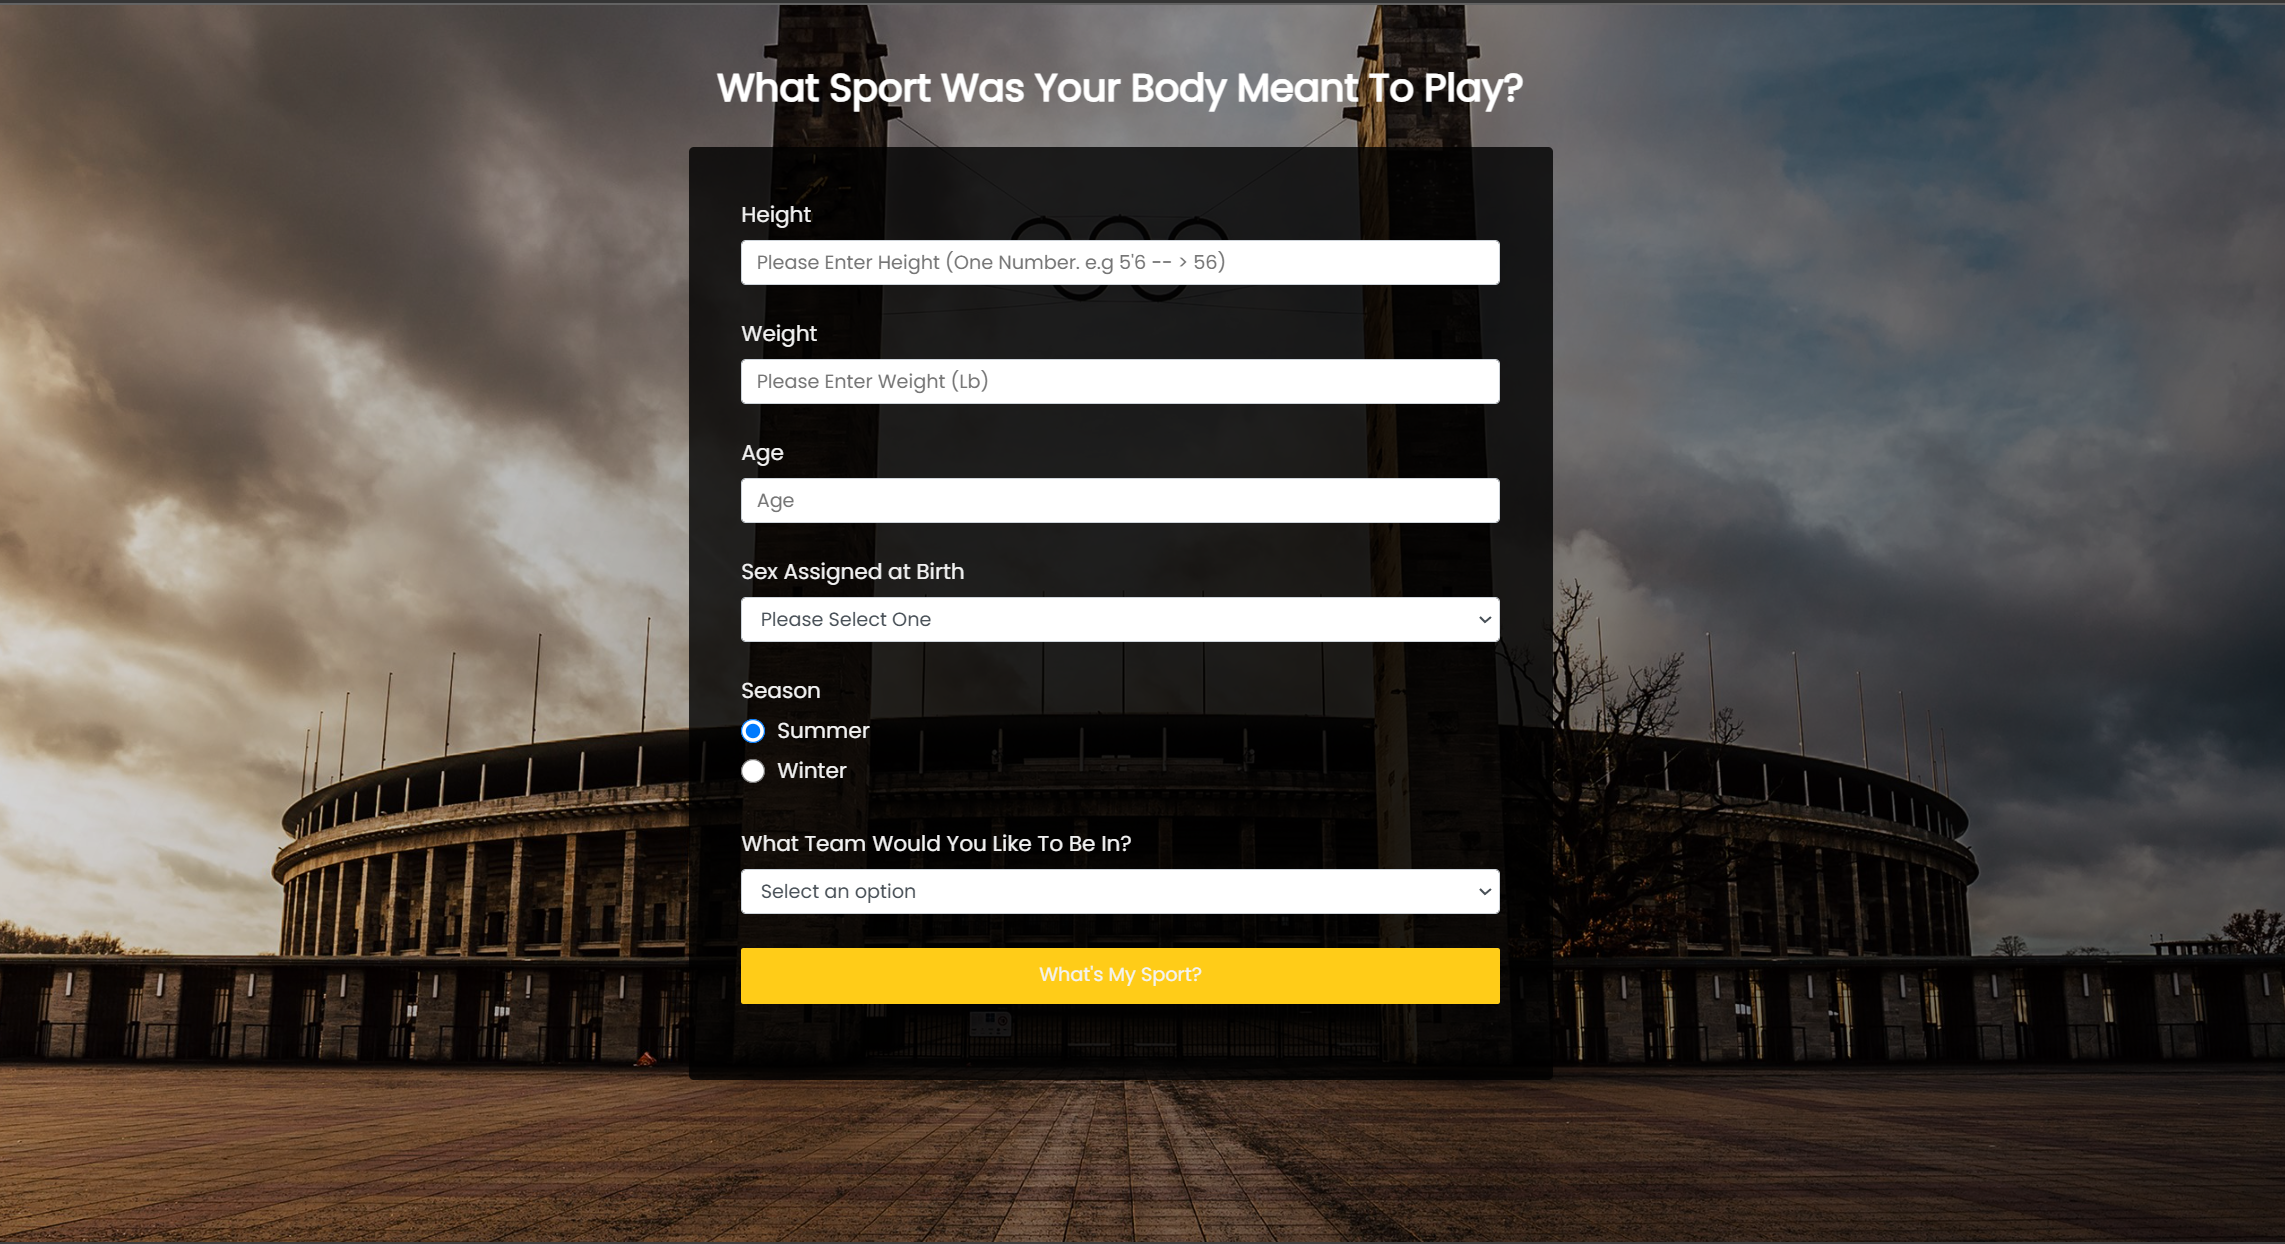 What Sport Was Your Body Meant To Play?
Height
Please Enter Height (One Number. e.g 5'6 -- > 56)
Weight
Please Enter Weight (Lb)
Age
Age
Sex Assigned at Birth
Please Select One
Season
Summer
Winter
What Team Would You Like To Be In?
Select an option
What's My Sport?